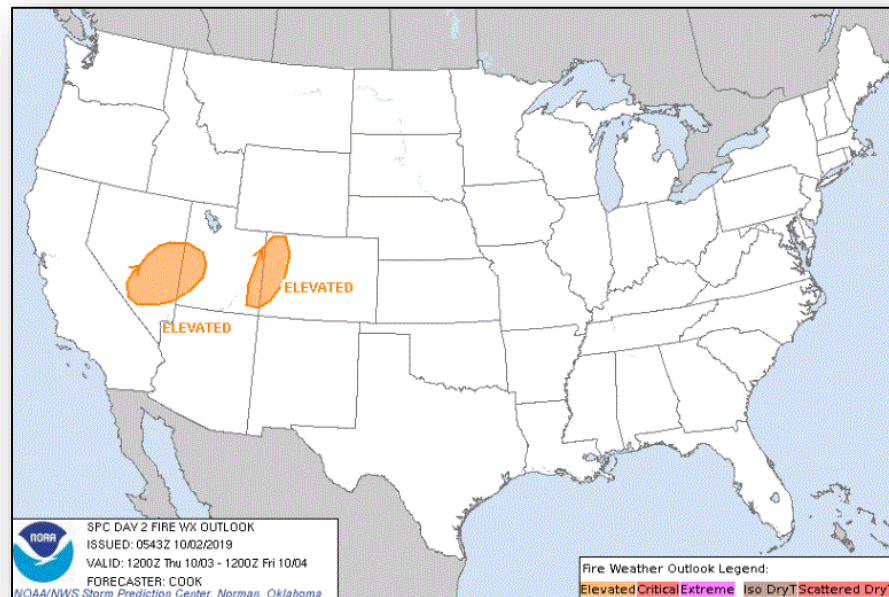 ELEVATED
ELEVATED
NOAA
SPC DAY 2 FIRE WX OUTLOOK
ISSUED: 0543Z 10/02/2019
VALID: 1200Z Thu 10/03 - 1200Z Fri 10/04
FORECASTER: COOK
NOAA/NWS Storm Prediction Center, Norman, Oklahoma
Fire Weather Outlook Legend:
Elevated Critical Extreme Iso DryT Scattered DryT